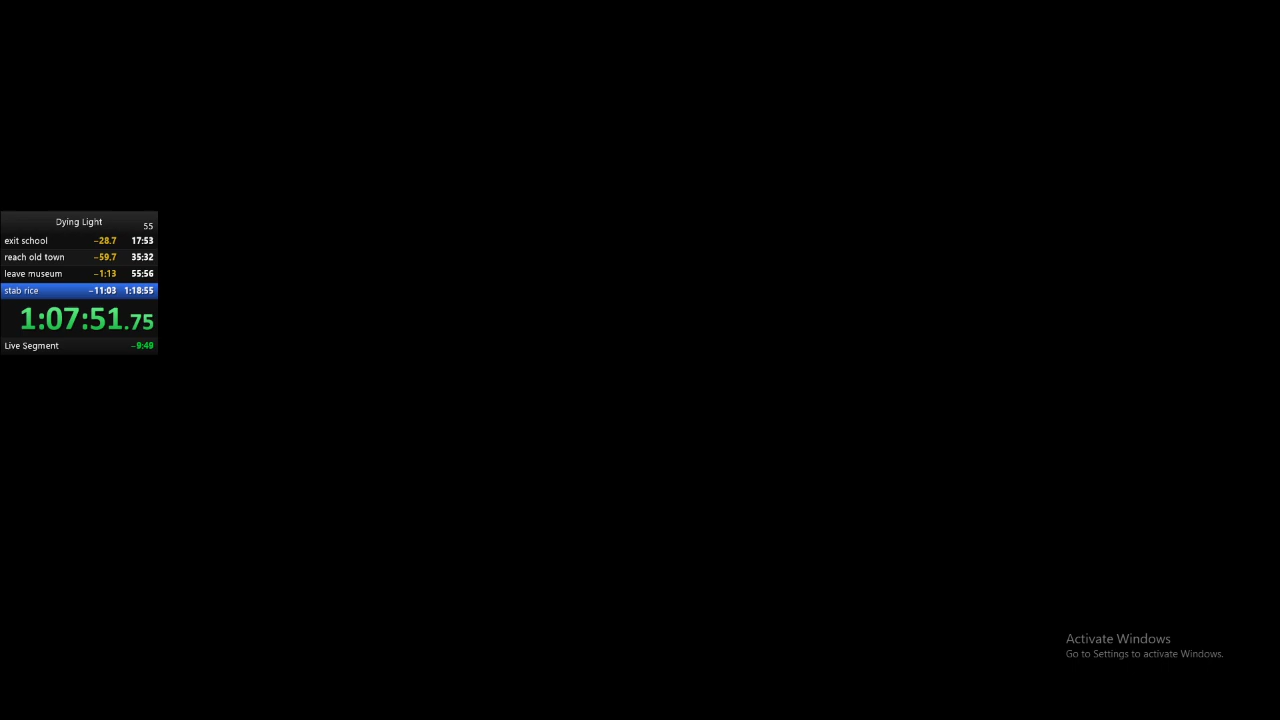 Dying Light
55
exit school −28.7 17:53
reach old town −59.7 35:32
leave museum −1:13 55:56
stab rice −11:03 1:18:55
1:07:51.75
Live Segment −9:49
Activate Windows
Go to Settings to activate Windows.